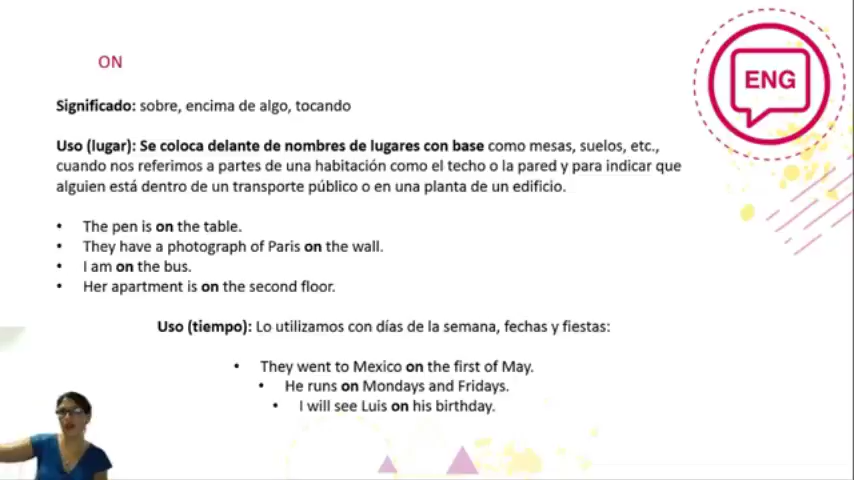 ON
ENG
Significado: sobre, encima de algo, tocando
Uso (lugar): Se coloca delante de nombres de lugares con base como mesas, suelos, etc.,
cuando nos referimos a partes de una habitación como el techo o la pared y para indicar que
alguien está dentro de un transporte público o en una planta de un edificio.
• The pen is on the table.
• They have a photograph of Paris on the wall.
• I am on the bus.
• Her apartment is on the second floor.
Uso (tiempo): Lo utilizamos con días de la semana, fechas y fiestas:
• They went to Mexico on the first of May.
• He runs on Mondays and Fridays.
• I will see Luis on his birthday.